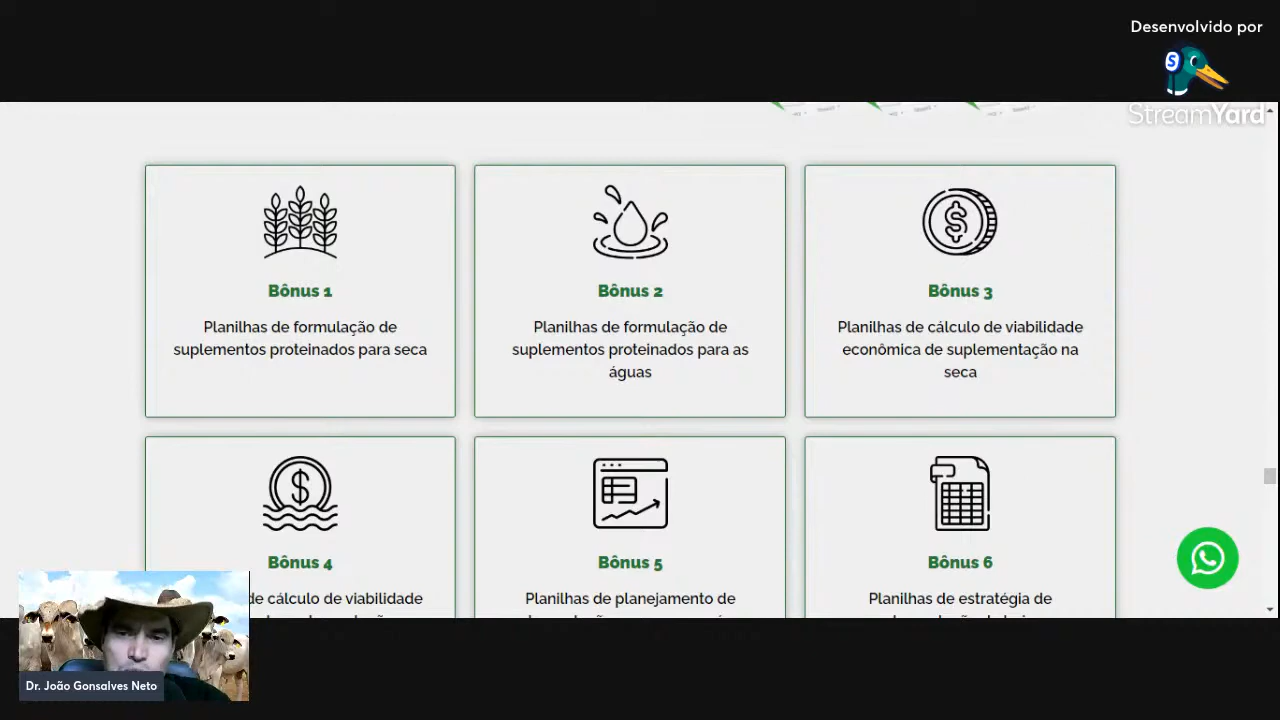 Desenvolvido por
StreamYard
Bônus 1
Planilhas de formulação de
suplementos proteinados para seca
Bônus 2
Planilhas de formulação de
suplementos proteinados para as
águas
Bônus 3
Planilhas de cálculo de viabilidade
econômica de suplementação na
seca
Bônus 4
de cálculo de viabilidade
Bônus 5
Planilhas de planejamento de
Bônus 6
Planilhas de estratégia de
Dr. João Gonsalves Neto